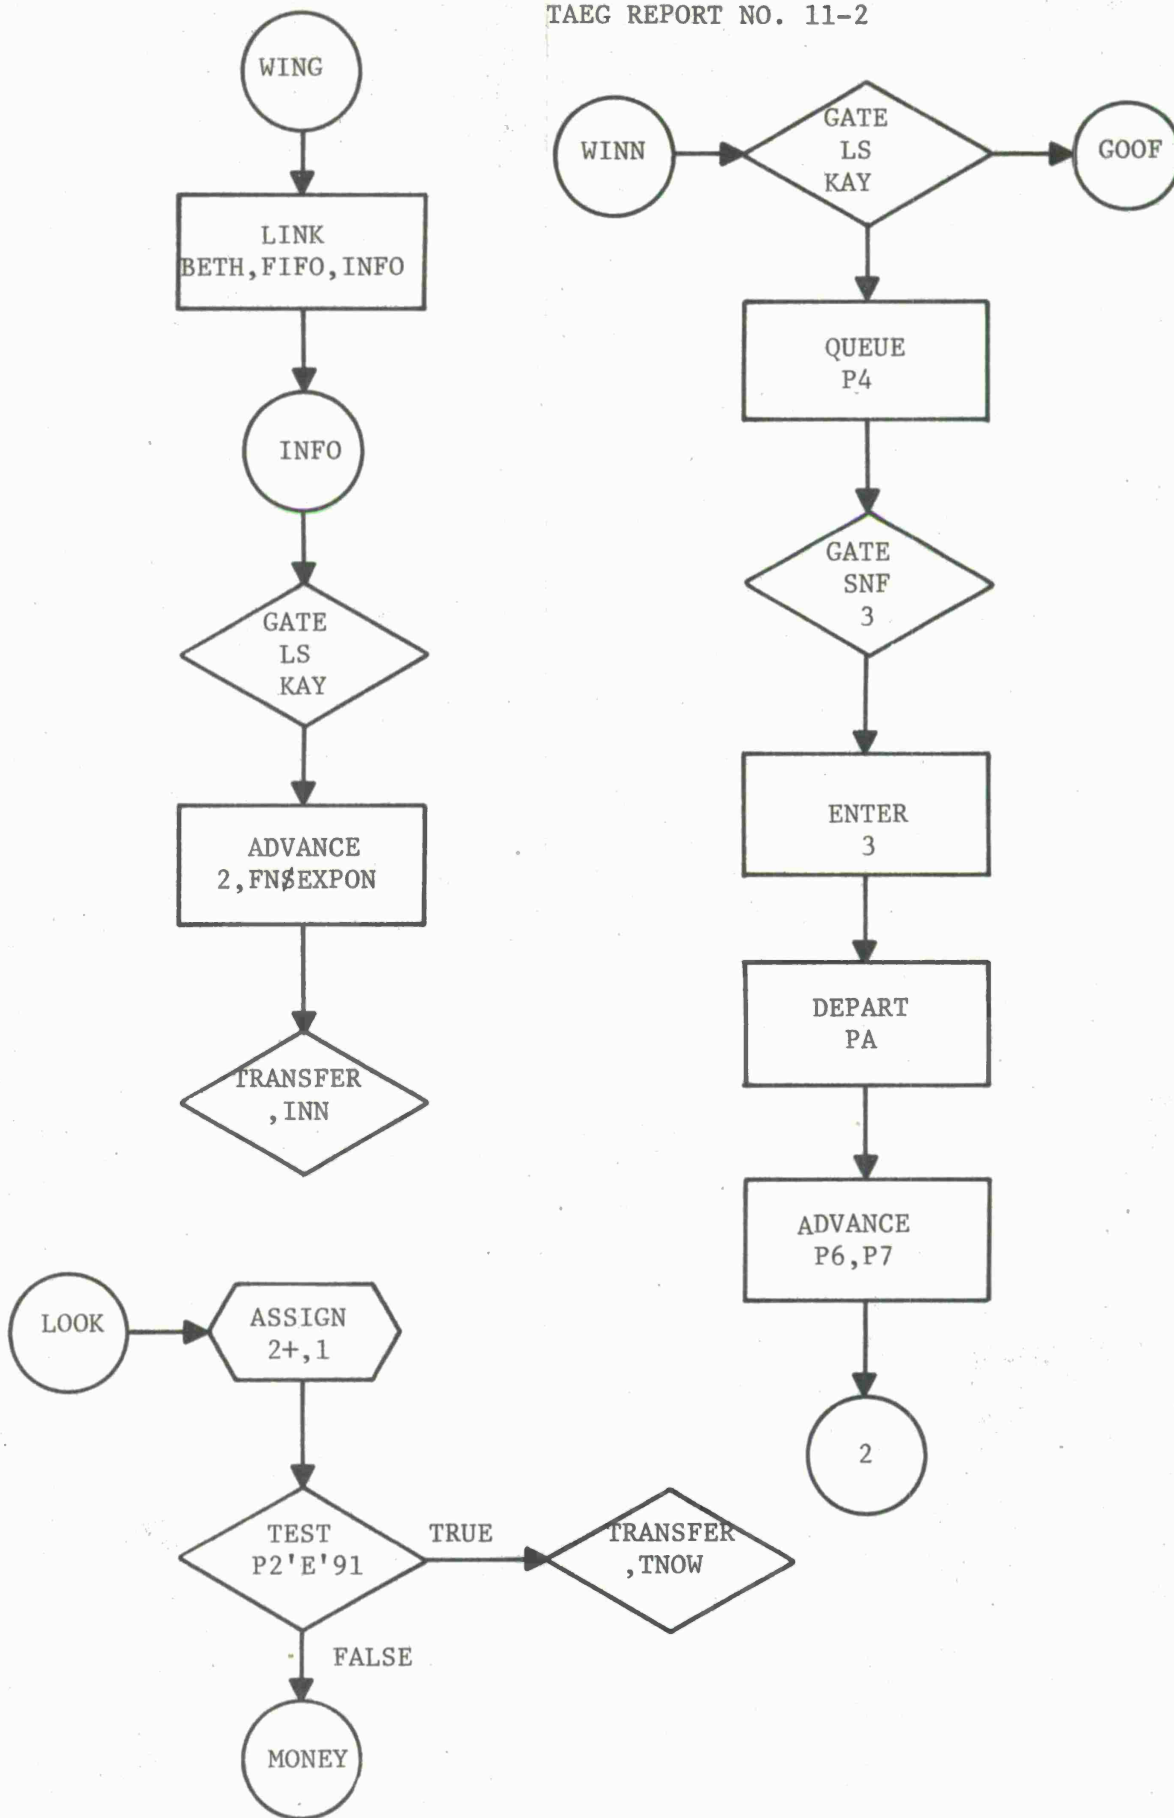 TAEG REPORT NO. 11-2
WING
LINK
BETH,FIFO,INFO
INFO
GATE
LS
KAY
ADVANCE
2,FN$EXPON
TRANSFER
,INN
LOOK
ASSIGN
2+,1
TEST
P2'E'91
TRUE
TRANSFER
,TNOW
FALSE
MONEY
WINN
GATE
LS
KAY
GOOF
QUEUE
P4
GATE
SNF
3
ENTER
3
DEPART
PA
ADVANCE
P6,P7
2